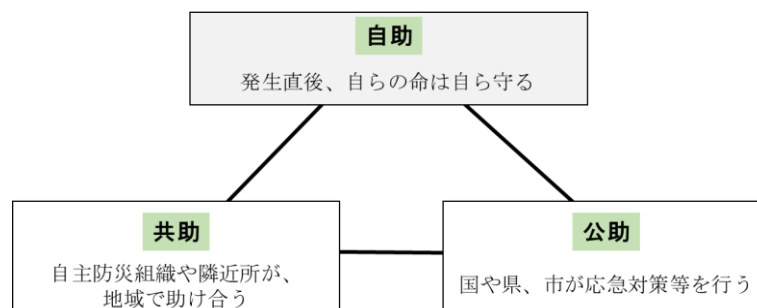 自助
発生直後、自らの命は自ら守る
共助
自主防災組織や隣近所が、
地域で助け合う
公助
国や県、市が応急対策等を行う